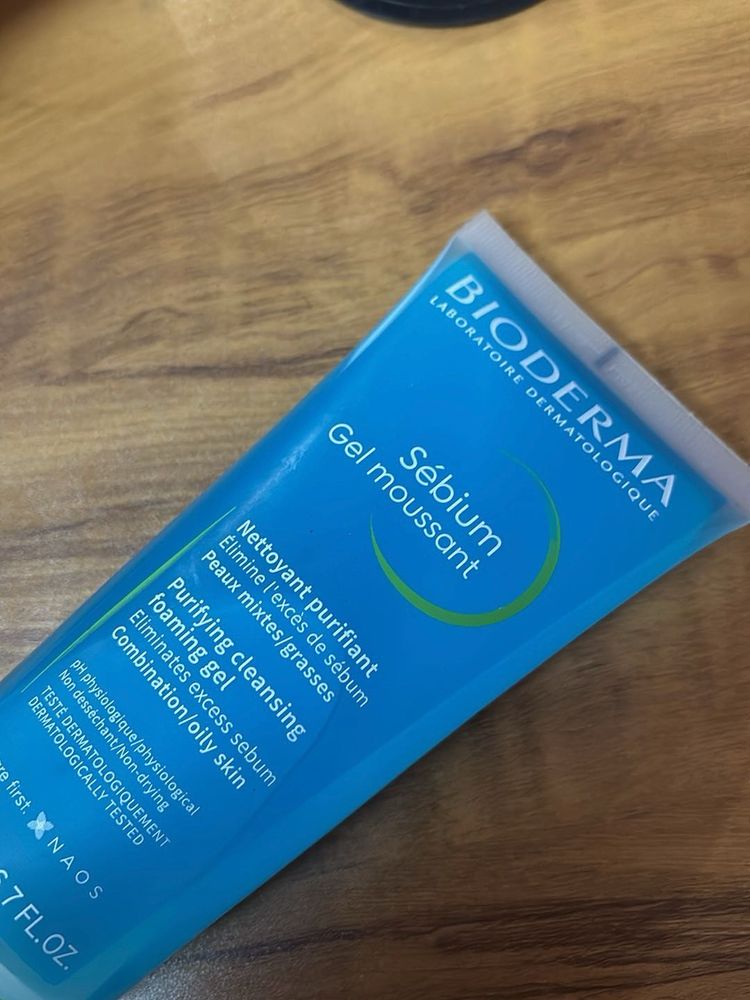 BIODERMA
LABORATOIRE DERMATOLOGIQUE
Sébium
Gel moussant
Nettoyant purifiant
Élimine l'excés de sébum
Peaux mixtes/grasses
Purifying cleansing
foaming gel
Eliminates excess sebum
Combination/oily skin
pH physiologique/physiological
Non desséchant/Non-drying
TESTÉ DERMATOLOGIQUEMENT
DERMATOLOGICALLY TESTED
first.
NAOS
7 FL.OZ.